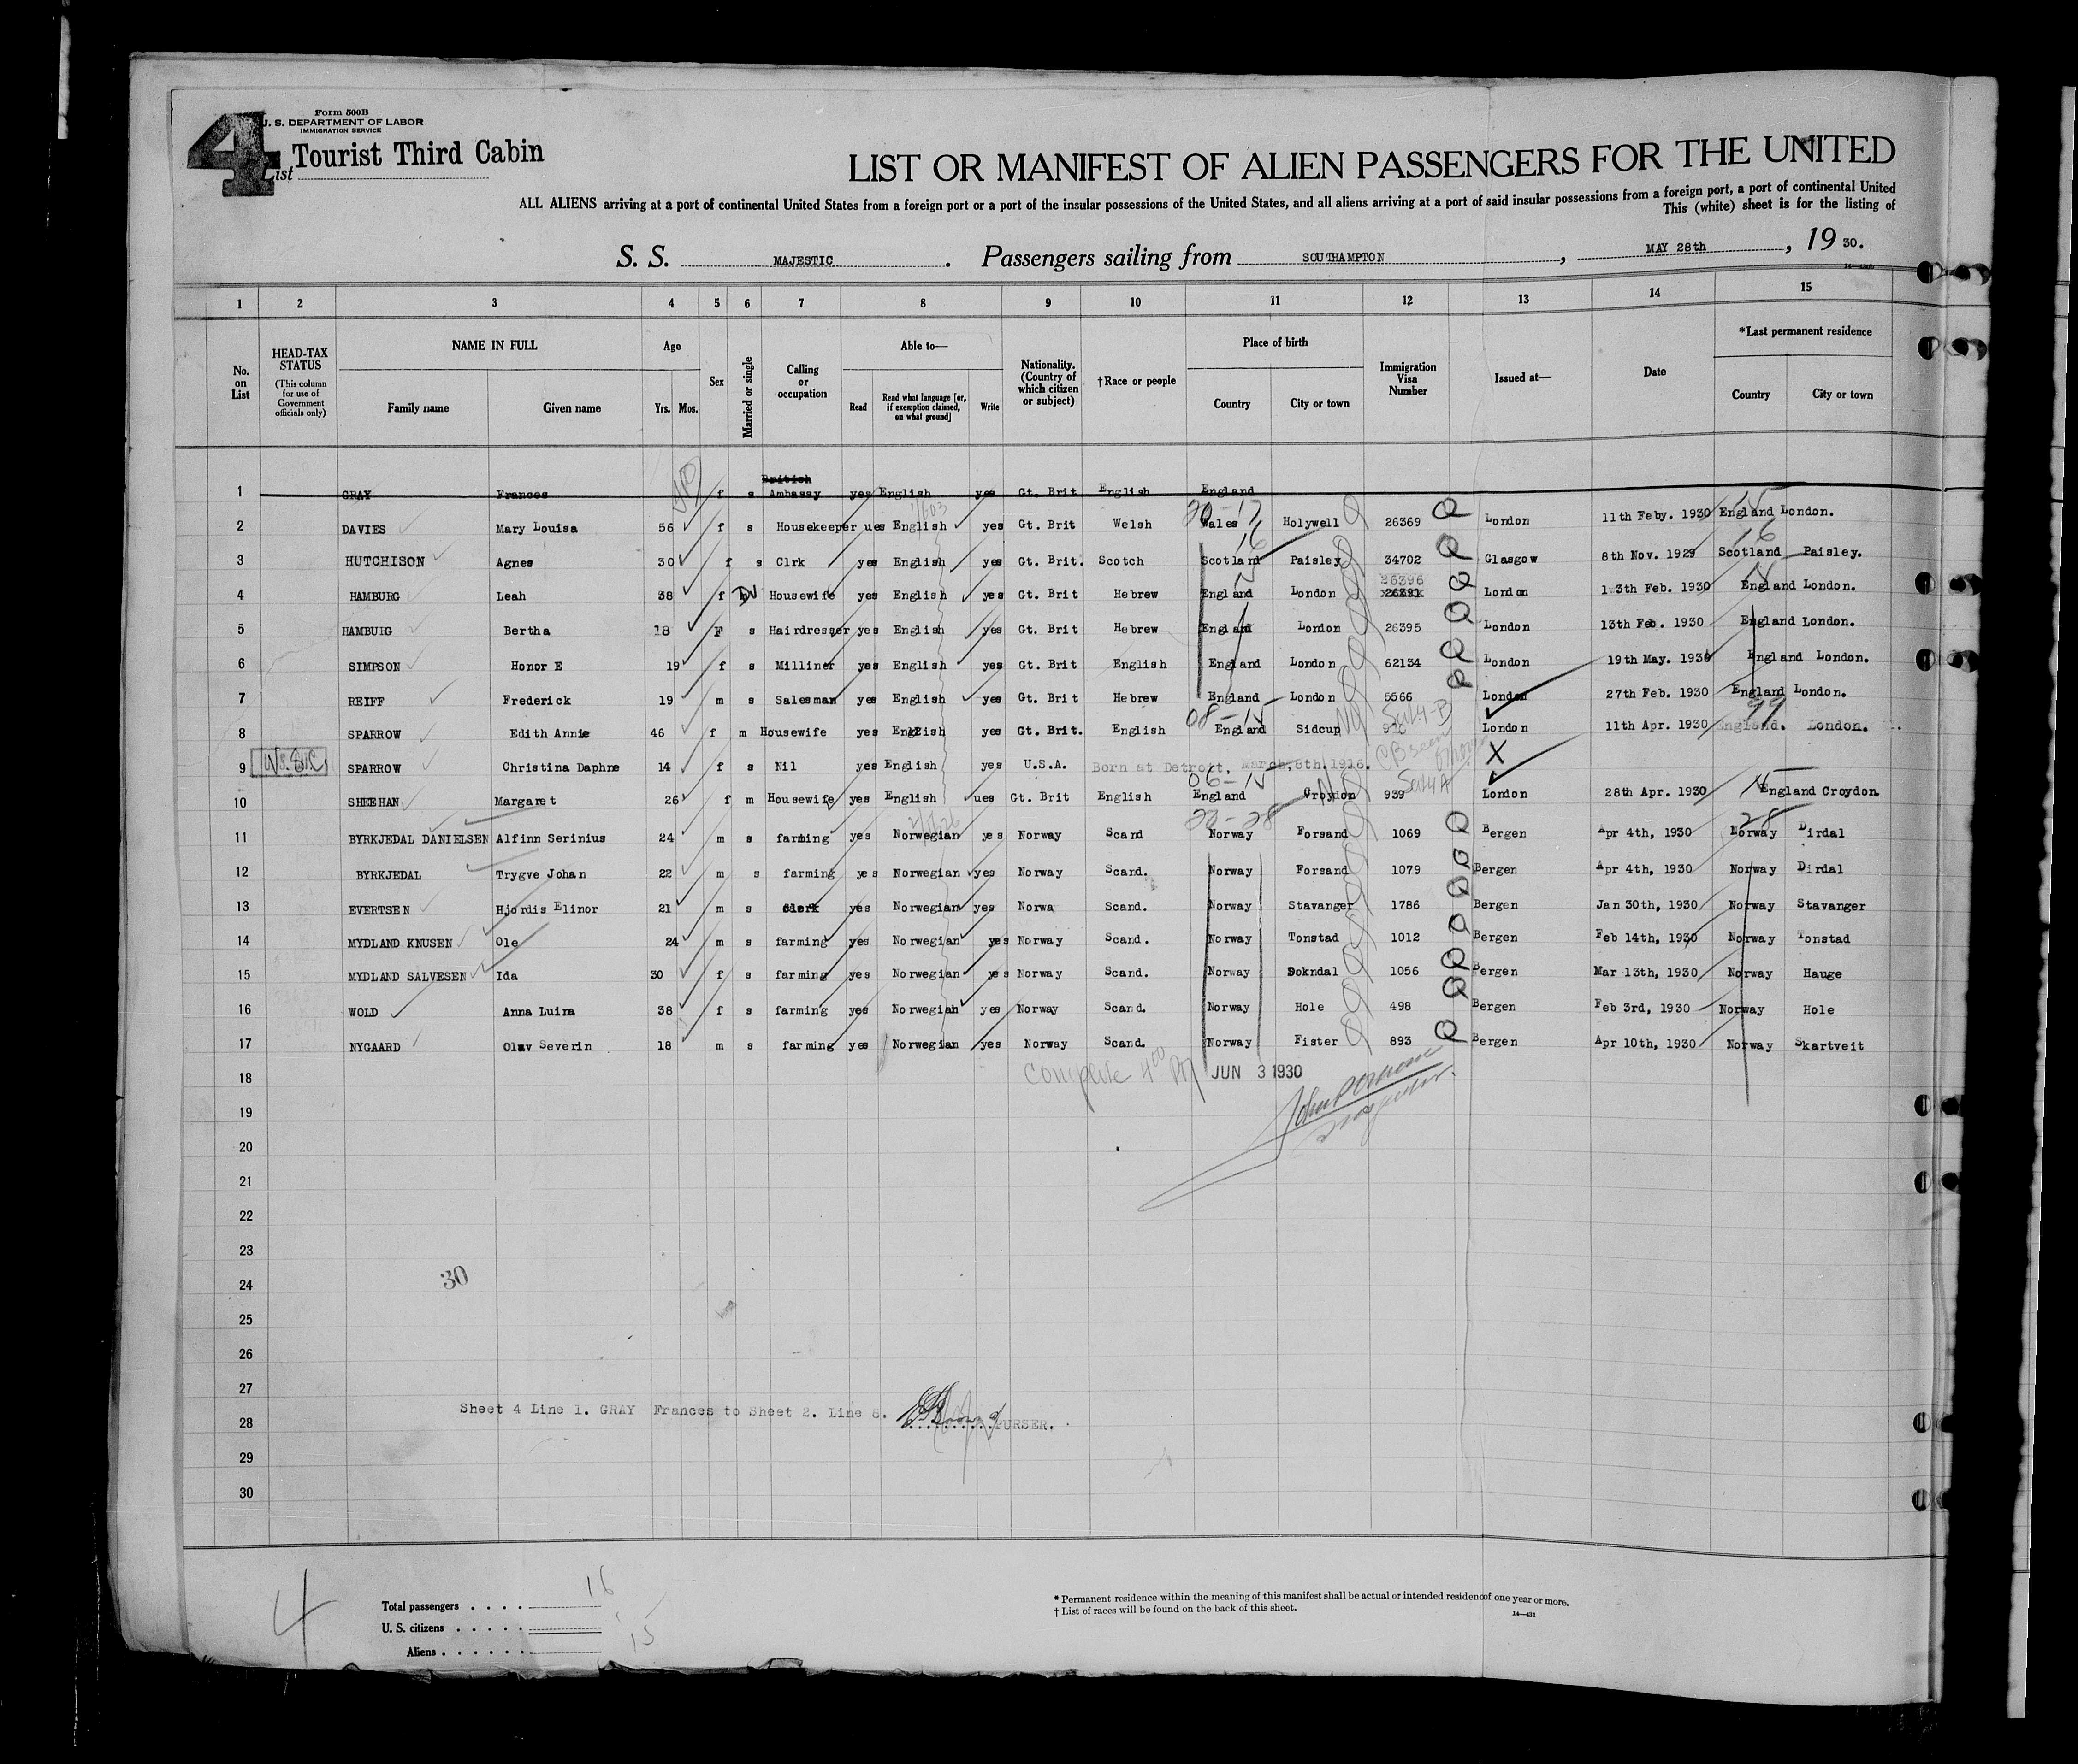 4
Form 500B
U. S. DEPARTMENT OF LABOR
IMMIGRATION SERVICE
Tourist Third Cabin
List
LIST OR MANIFEST OF ALIEN PASSENGERS FOR THE UNITED
ALL ALIENS arriving at a port of continental United States from a foreign port or a port of the insular possessions of the United States, and all aliens arriving at a port of said insular possessions from a foreign port, a port of continental United
This (white) sheet is for the listing of
S. S. MAJESTIC. Passengers sailing from SOUTHAMPTON, MAY 28th, 19 30.
1 2 3 4 5 6 7 8 9 10 11 12 13 14 15
No. on List
HEAD-TAX STATUS (This column for use of Government officials only)
NAME IN FULL Family name Given name
Age Yrs. Mos.
Sex
Married or single
Calling or occupation
Able to— Read Read what language [or, if exemption claimed, on what ground] Write
Nationality. (Country of which citizen or subject)
†Race or people
Place of birth Country City or town
Immigration Visa Number
Issued at—
Date
*Last permanent residence Country City or town
1 GRAY Frances f s British Embassy yes English yes Gt. Brit English England
2 DAVIES Mary Louisa 56 f s Housekeeper ues English yes Gt. Brit Welsh Wales Holywell 26369 London 11th Feby. 1930 England London.
3 HUTCHISON Agnes 30 f s Clrk yes English yes Gt. Brit. Scotch Scotland Paisley 34702 Glasgow 8th Nov. 1929 Scotland Paisley.
4 HAMBURG Leah 38 f Housewife yes English yes Gt. Brit Hebrew England London 26396 London 13th Feb. 1930 England London.
5 HAMBURG Bertha 18 F s Hairdresser yes English yes Gt. Brit Hebrew England London 26395 London 13th Feb. 1930 England London.
6 SIMPSON Honor E 19 f s Milliner yes English yes Gt. Brit English England London 62134 London 19th May. 1930 England London.
7 REIFF Frederick 19 m s Salesman yes English yes Gt. Brit Hebrew England London 5566 London 27th Feb. 1930 England London.
8 SPARROW Edith Annie 46 f m Housewife yes English yes Gt. Brit. English England Sidcup London 11th Apr. 1930 England. London.
9 SPARROW Christina Daphne 14 f s Nil yes English yes U.S.A. Born at Detroit, March, 8th. 1916.
10 SHEEHAN Margaret 26 f m Housewife yes English ues Gt. Brit English England Croydon 939 London 28th Apr. 1930 England Croydon
11 BYRKJEDAL DANIELSEN Alfinn Serinius 24 m s farming yes Norwegian yes Norway Scand Norway Forsand 1069 Bergen Apr 4th, 1930 Norway Dirdal
12 BYRKJEDAL Trygve Johan 22 m s farming yes Norwegian yes Norway Scand. Norway Forsand 1079 Bergen Apr 4th, 1930 Norway Dirdal
13 EVERTSEN Hjordis Elinor 21 m s Clerk yes Norwegian yes Norwa Scand. Norway Stavanger 1786 Bergen Jan 30th, 1930 Norway Stavanger
14 MYDLAND KNUSEN Ole 24 m s farming yes Norwegian yes Norway Scand. Norway Tonstad 1012 Bergen Feb 14th, 1930 Norway Tonstad
15 MYDLAND SALVESEN Ida 30 f s farming yes Norwegian yes Norway Scand. Norway Sokndal 1056 Bergen Mar 13th, 1930 Norway Hauge
16 WOLD Anna Luira 38 f s farming yes Norwegian yes Norway Scand. Norway Hole 498 Bergen Feb 3rd, 1930 Norway Hole
17 NYGAARD Olav Severin 18 m s farming yes Norwegian yes Norway Scand. Norway Fister 893 Bergen Apr 10th, 1930 Norway Skartveit
18 JUN 3 1930
19
20
21
22
23
24
30
25
26
27
Sheet 4 Line 1. GRAY Frances to Sheet 2. Line 8. PURSER.
28
29
30
4
Total passengers 16
U. S. citizens
Aliens 15
* Permanent residence within the meaning of this manifest shall be actual or intended residence of one year or more.
† List of races will be found on the back of this sheet.
14—431